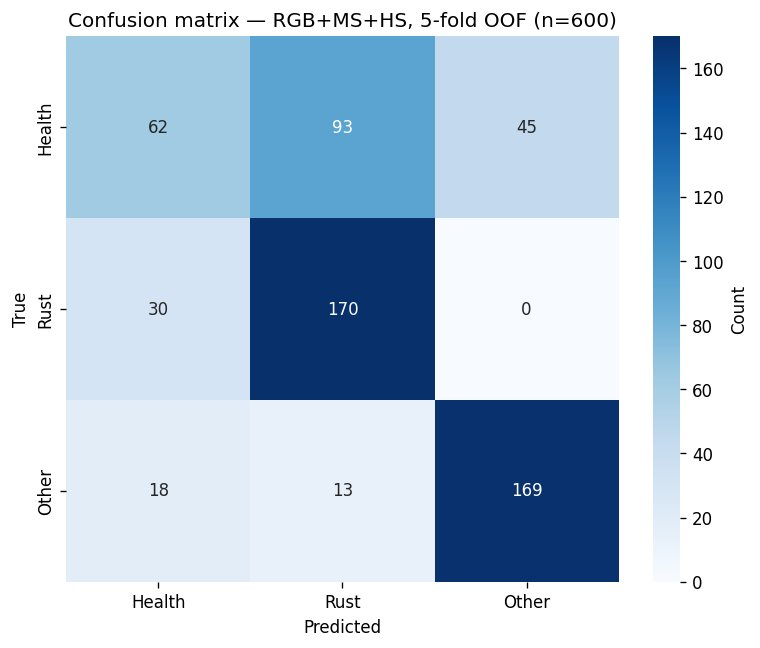 Confusion matrix — RGB+MS+HS, 5-fold OOF (n=600)
Health
62
93
45
True
Rust
30
170
0
Other
18
13
169
Health
Rust
Other
Predicted
160
140
120
100
80
60
40
20
0
Count